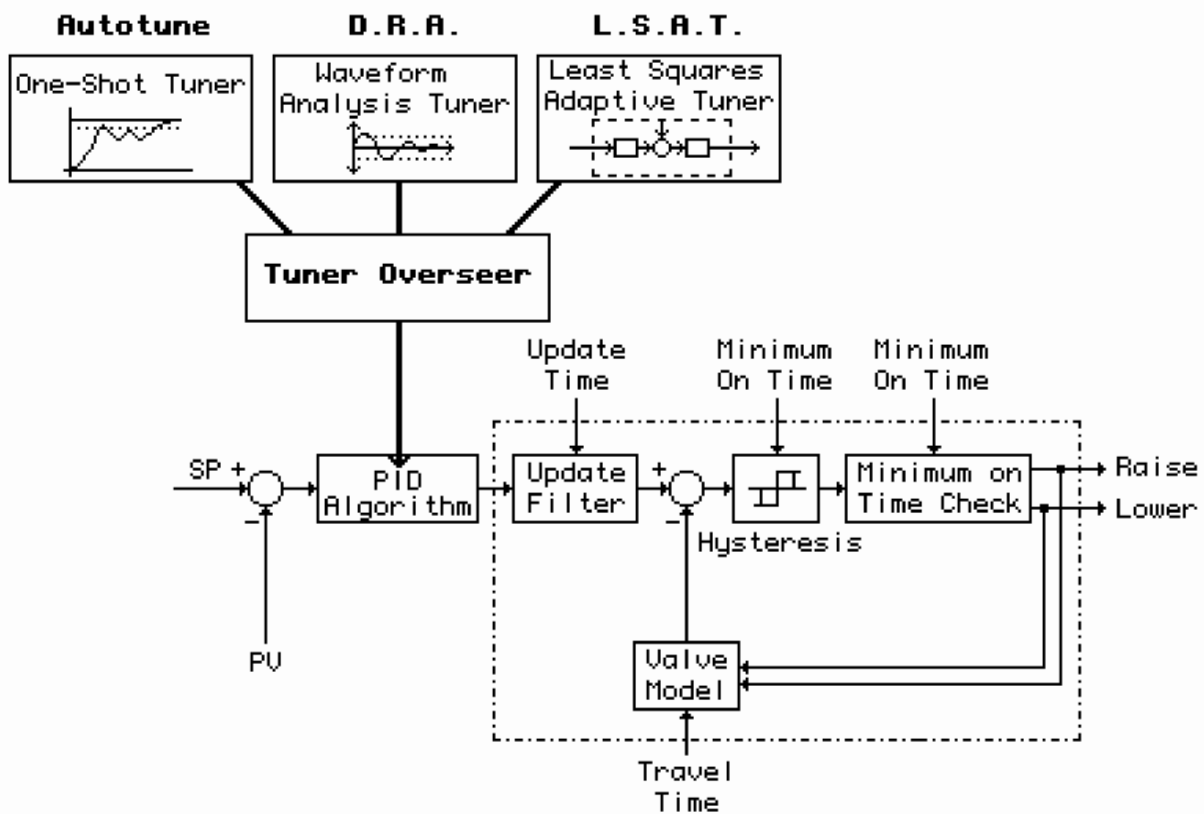 Autotune
D.R.A.
L.S.A.T.
One-Shot Tuner
Waveform
Analysis Tuner
Least Squares
Adaptive Tuner
Tuner Overseer
Update
Time
Minimum
On Time
Minimum
On Time
SP +
-
PV
PID
Algorithm
Update
Filter
+
-
Hysteresis
Minimum on
Time Check
Raise
Lower
Valve
Model
Travel
Time